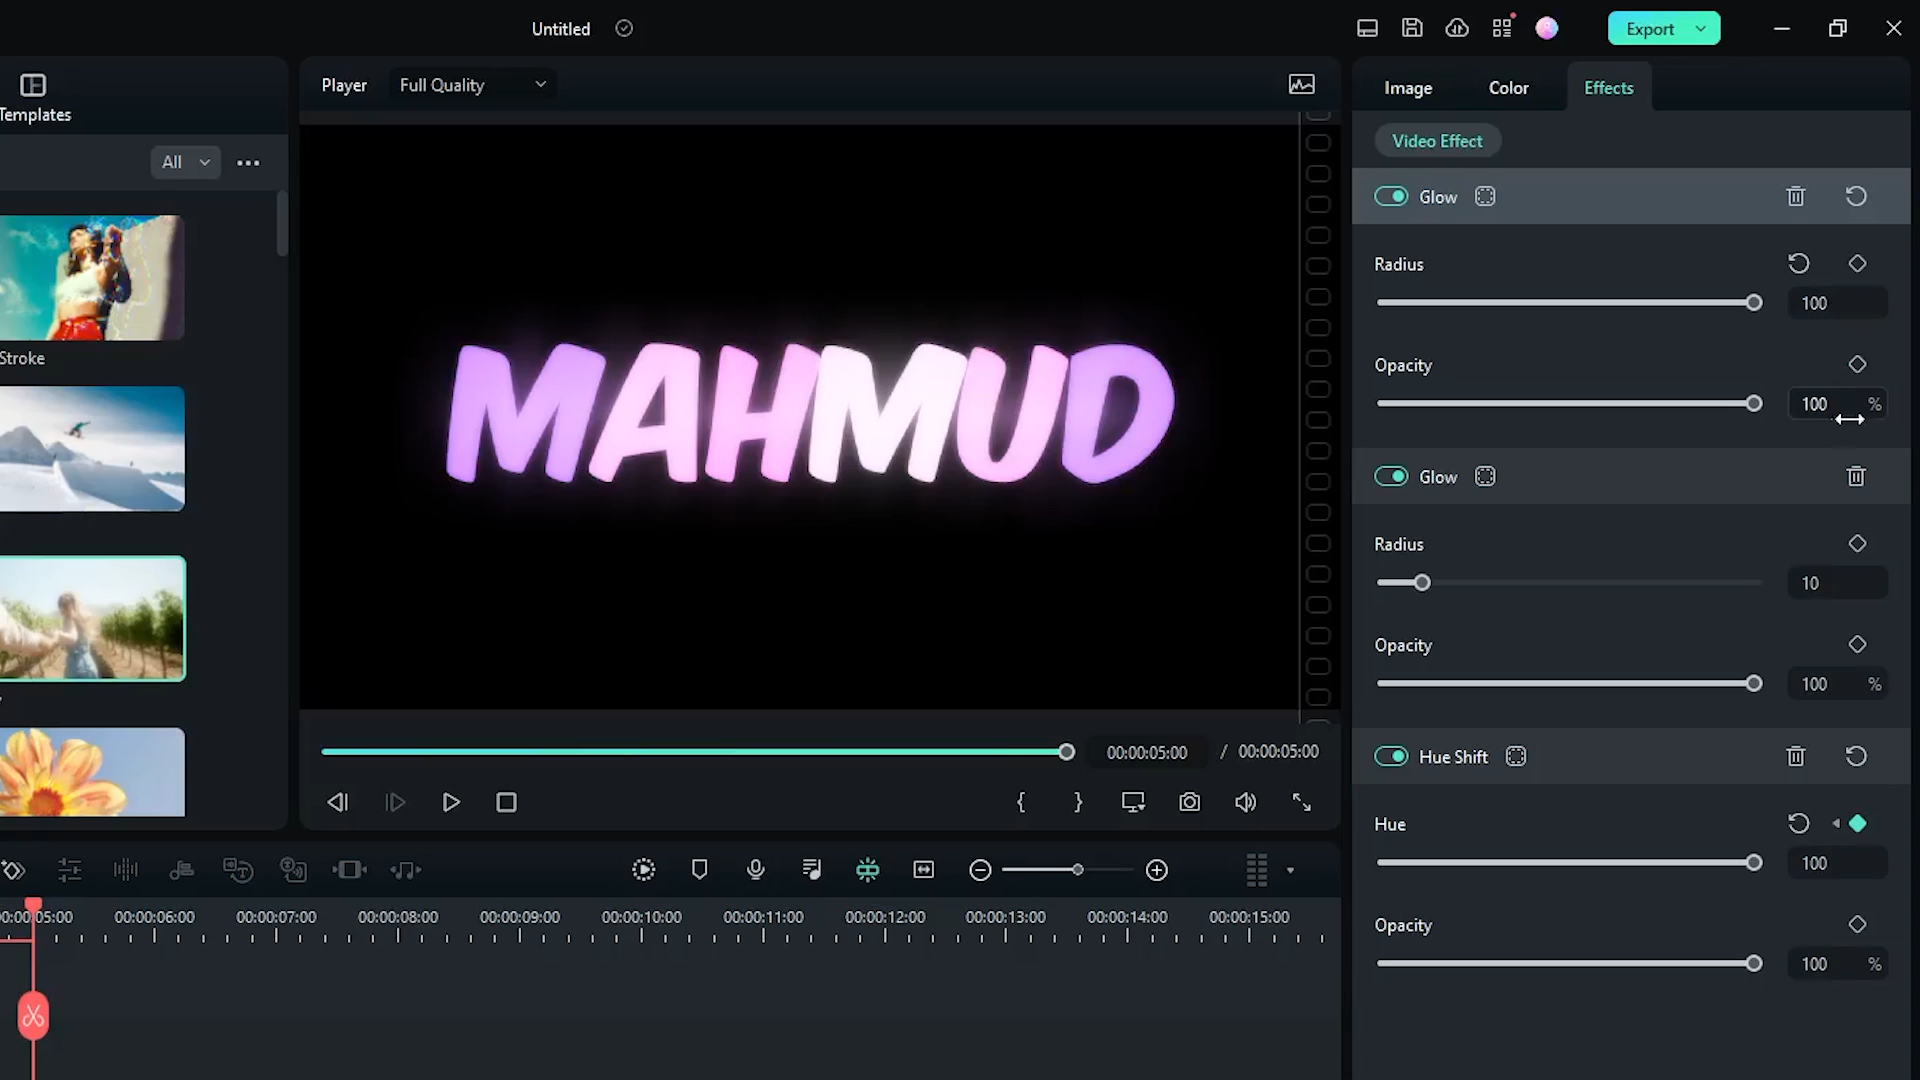 Untitled
Export
Templates
Player
Full Quality
Image
Color
Effects
All
Video Effect
Glow
Radius
100
Opacity
100 %
Stroke
MAHMUD
Glow
Radius
10
Opacity
100 %
00:00:05:00 / 00:00:05:00
Hue Shift
Hue
100
Opacity
100 %
00:00:05:00 00:00:06:00 00:00:07:00 00:00:08:00 00:00:09:00 00:00:10:00 00:00:11:00 00:00:12:00 00:00:13:00 00:00:14:00 00:00:15:00